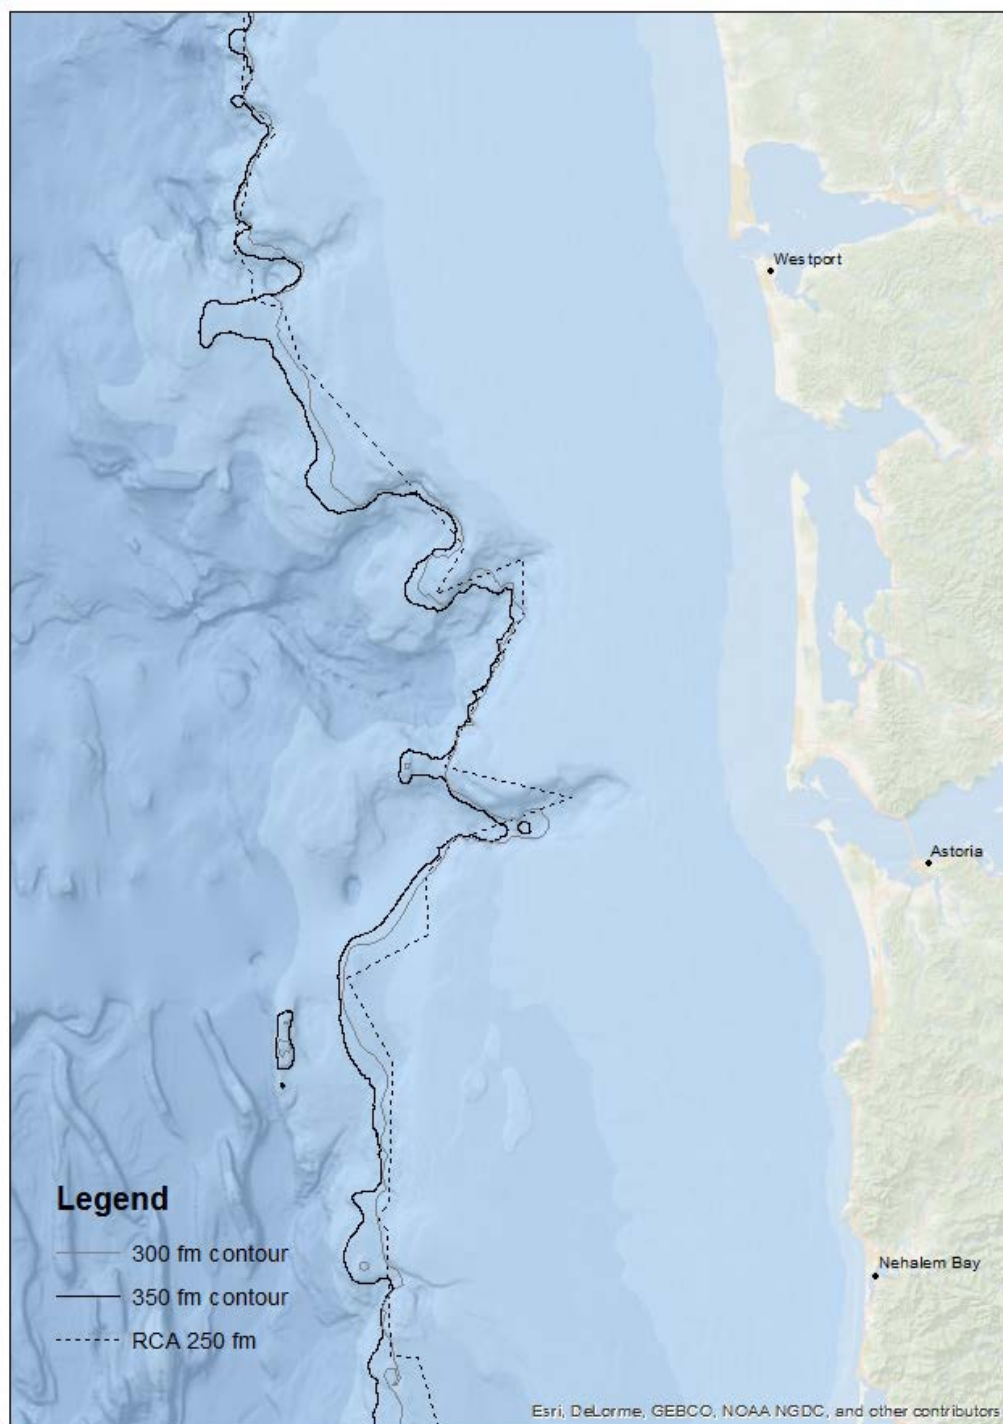 Westport
Astoria
Legend
300 fm contour
350 fm contour
RCA 250 fm
Nehalem Bay
Esri, DeLorme, GEBCO, NOAA NGDC, and other contributors